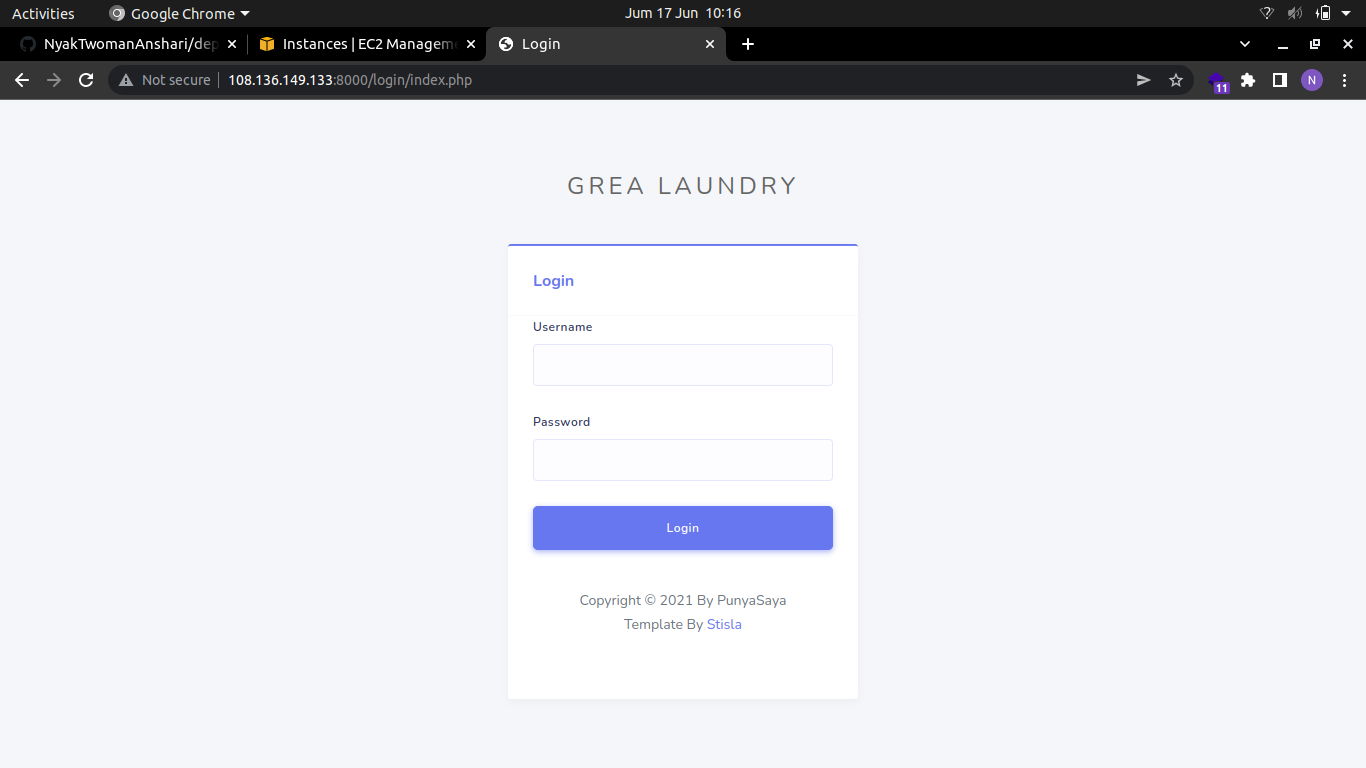 Activities Google Chrome Jum 17 Jun 10:16
NyakTwomanAnshari/dep Instances | EC2 Managem Login
Not secure 108.136.149.133:8000/login/index.php 11 N
GREA LAUNDRY
Login
Username
Password
Login
Copyright © 2021 By PunyaSaya
Template By Stisla